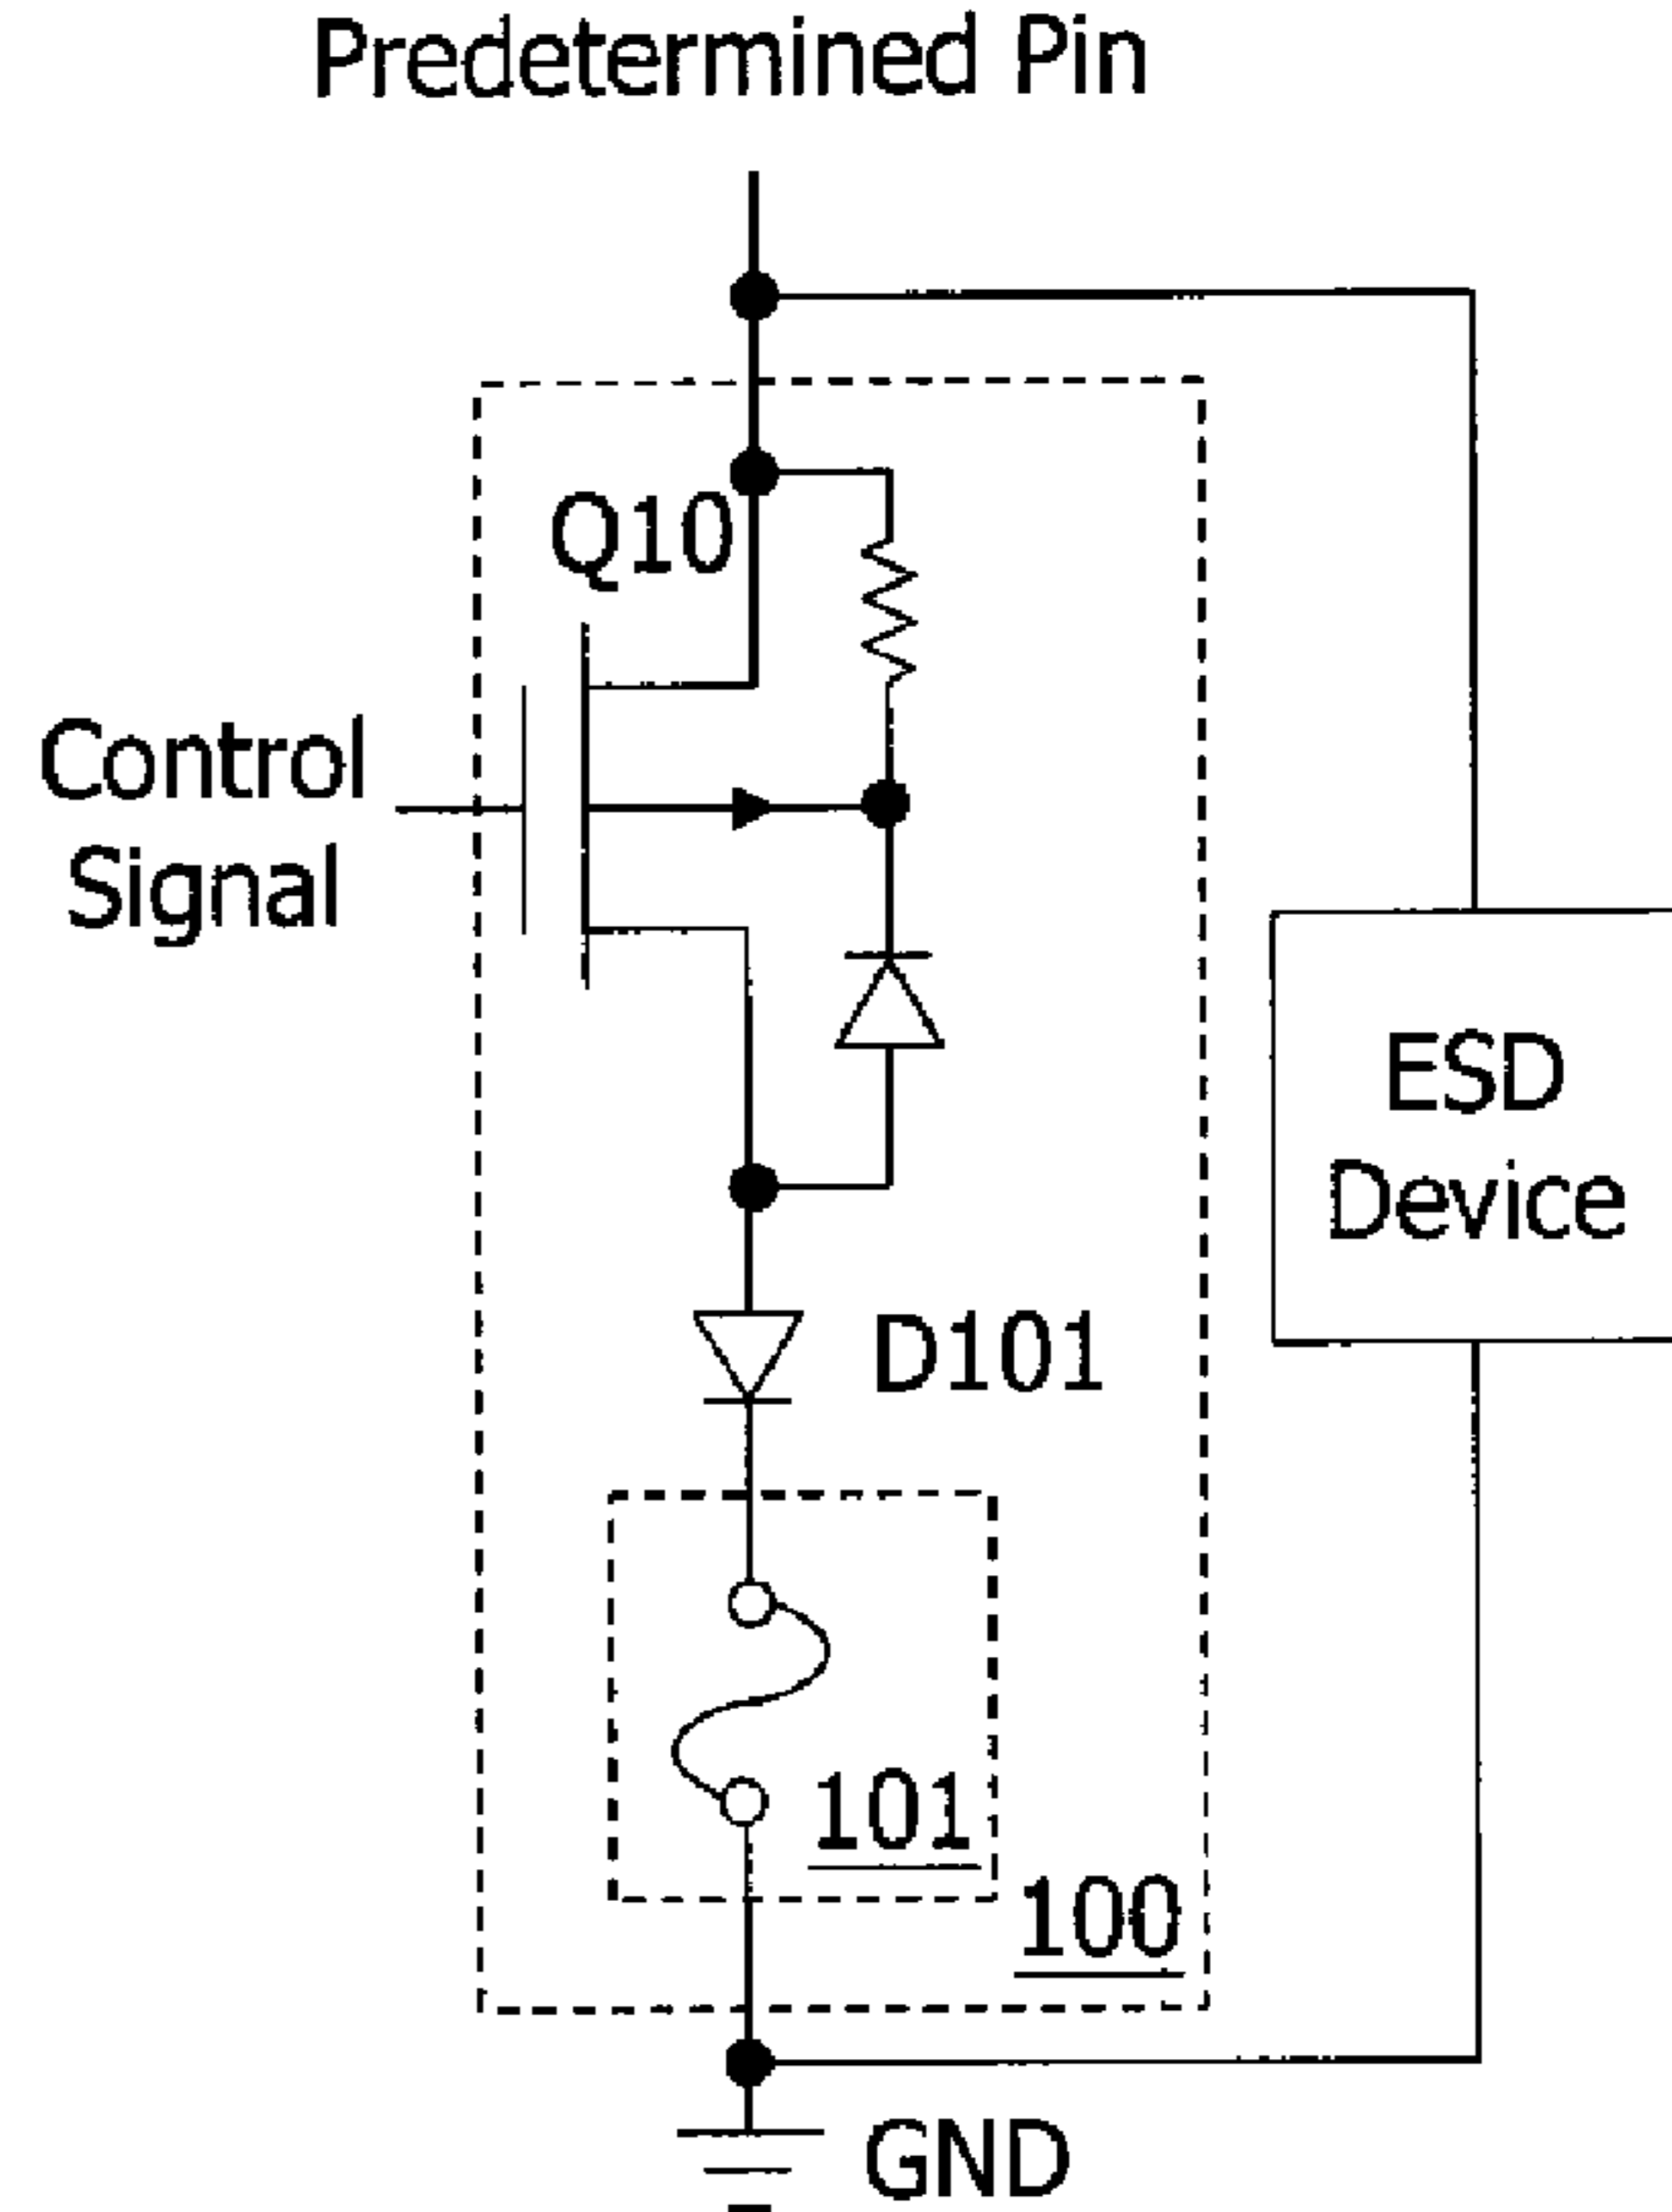 Predetermined Pin
Q10
Control
Signal
ESD
Device
D101
101
100
GND